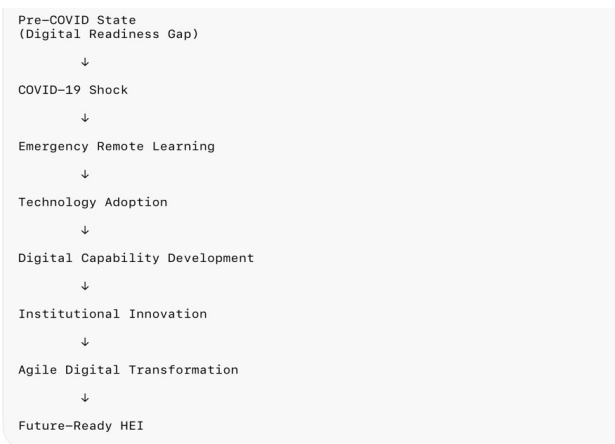 Pre–COVID State
(Digital Readiness Gap)
↓
COVID–19 Shock
↓
Emergency Remote Learning
↓
Technology Adoption
↓
Digital Capability Development
↓
Institutional Innovation
↓
Agile Digital Transformation
↓
Future–Ready HEI